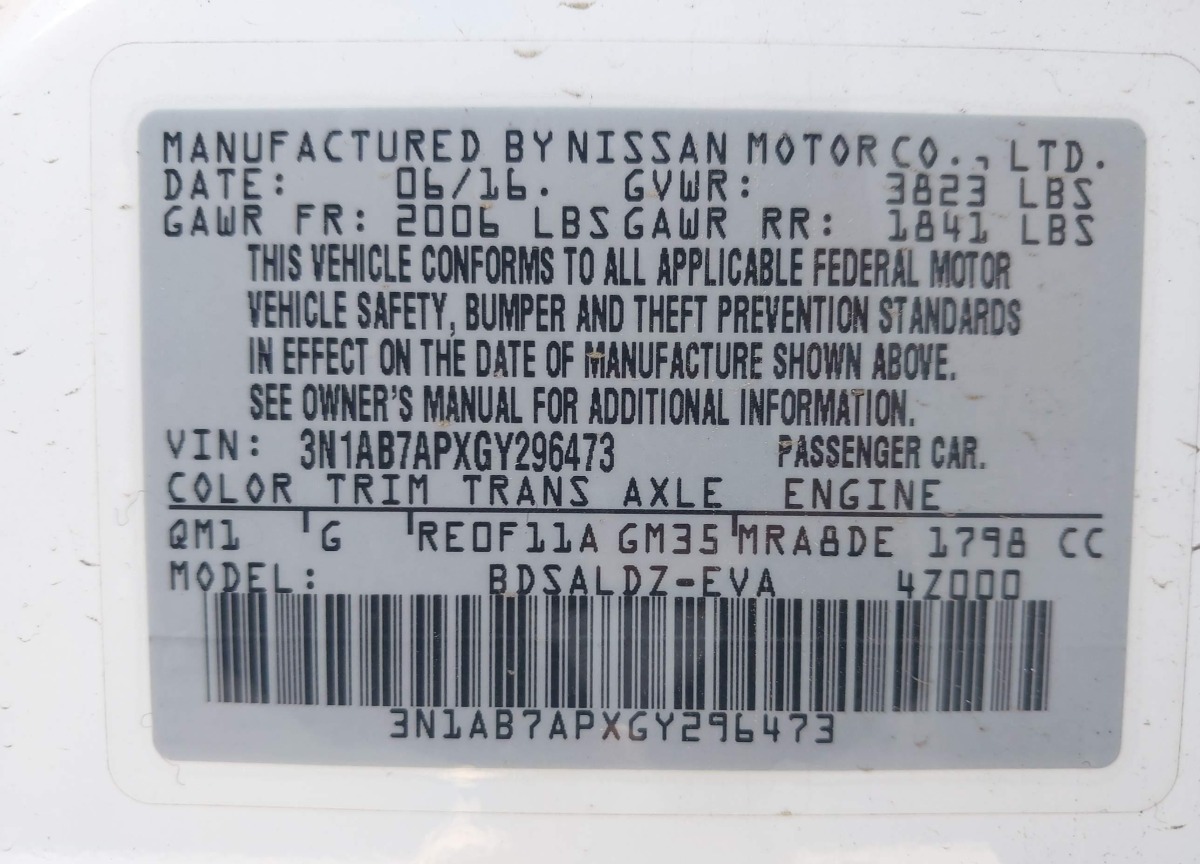 MANUFACTURED BY NISSAN MOTOR CO., LTD.
DATE: 06/16. GVWR: 3823 LBS
GAWR FR: 2006 LBS GAWR RR: 1841 LBS
THIS VEHICLE CONFORMS TO ALL APPLICABLE FEDERAL MOTOR
VEHICLE SAFETY, BUMPER AND THEFT PREVENTION STANDARDS
IN EFFECT ON THE DATE OF MANUFACTURE SHOWN ABOVE.
SEE OWNER'S MANUAL FOR ADDITIONAL INFORMATION.
VIN: 3N1AB7APXGY296473 PASSENGER CAR.
COLOR TRIM TRANS AXLE ENGINE
QM1 G RE0F11A GM35 MRA8DE 1798 CC
MODEL: BDSALDZ-EVA 4Z000
3N1AB7APXGY296473